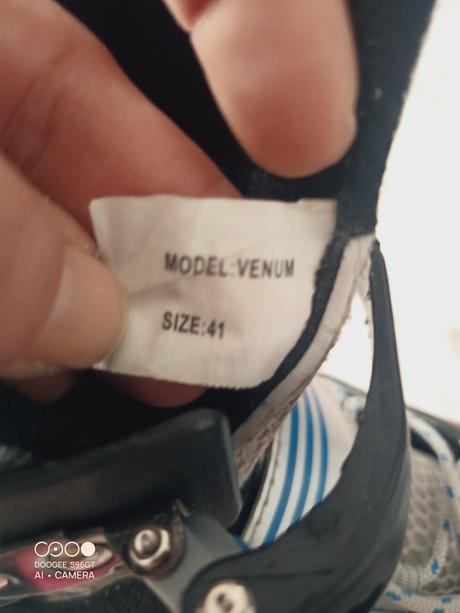 MODEL:VENUM
SIZE:41
DOOGEE S96GT
AI • CAMERA